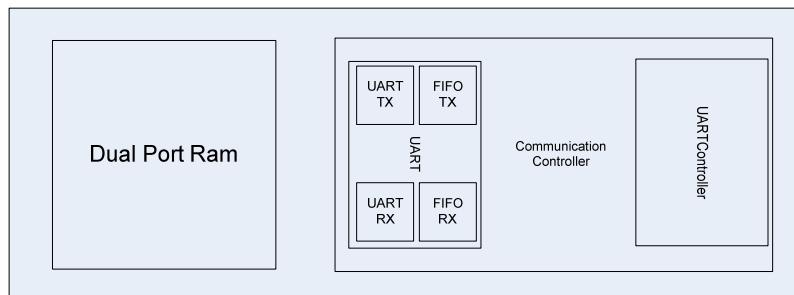 Dual Port Ram
UART
TX
FIFO
TX
UART
UART
RX
FIFO
RX
Communication
Controller
UARTController